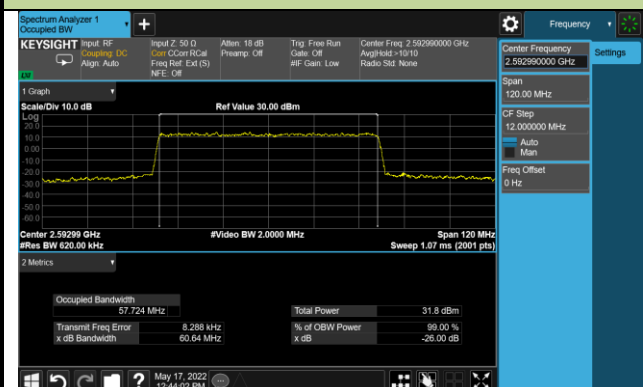 Spectrum Analyzer 1
Occupied BW
+
Frequency
KEYSIGHT
Input: RF
Coupling: DC
Align: Auto
Input Z: 50 Ω
Corr CCorr RCal
Freq Ref: Ext (S)
NFE: Off
Atten: 18 dB
Preamp: Off
Trig: Free Run
Gate: Off
#IF Gain: Low
Center Freq: 2.592990000 GHz
Avg|Hold:>10/10
Radio Std: None
Center Frequency
2.592990000 GHz
Settings
Span
120.00 MHz
CF Step
12.000000 MHz
Auto
Man
Freq Offset
0 Hz
1 Graph
Scale/Div 10.0 dB
Ref Value 30.00 dBm
Log
20.0
10.0
0.00
-10.0
-20.0
-30.0
-40.0
-50.0
-60.0
Center 2.59299 GHz
#Video BW 2.0000 MHz
Span 120 MHz
#Res BW 620.00 kHz
Sweep 1.07 ms (2001 pts)
2 Metrics
Occupied Bandwidth
57.724 MHz
Total Power
31.8 dBm
Transmit Freq Error
8.288 kHz
% of OBW Power
99.00 %
x dB Bandwidth
60.64 MHz
x dB
-26.00 dB
?
May 17, 2022
12:44:02 PM